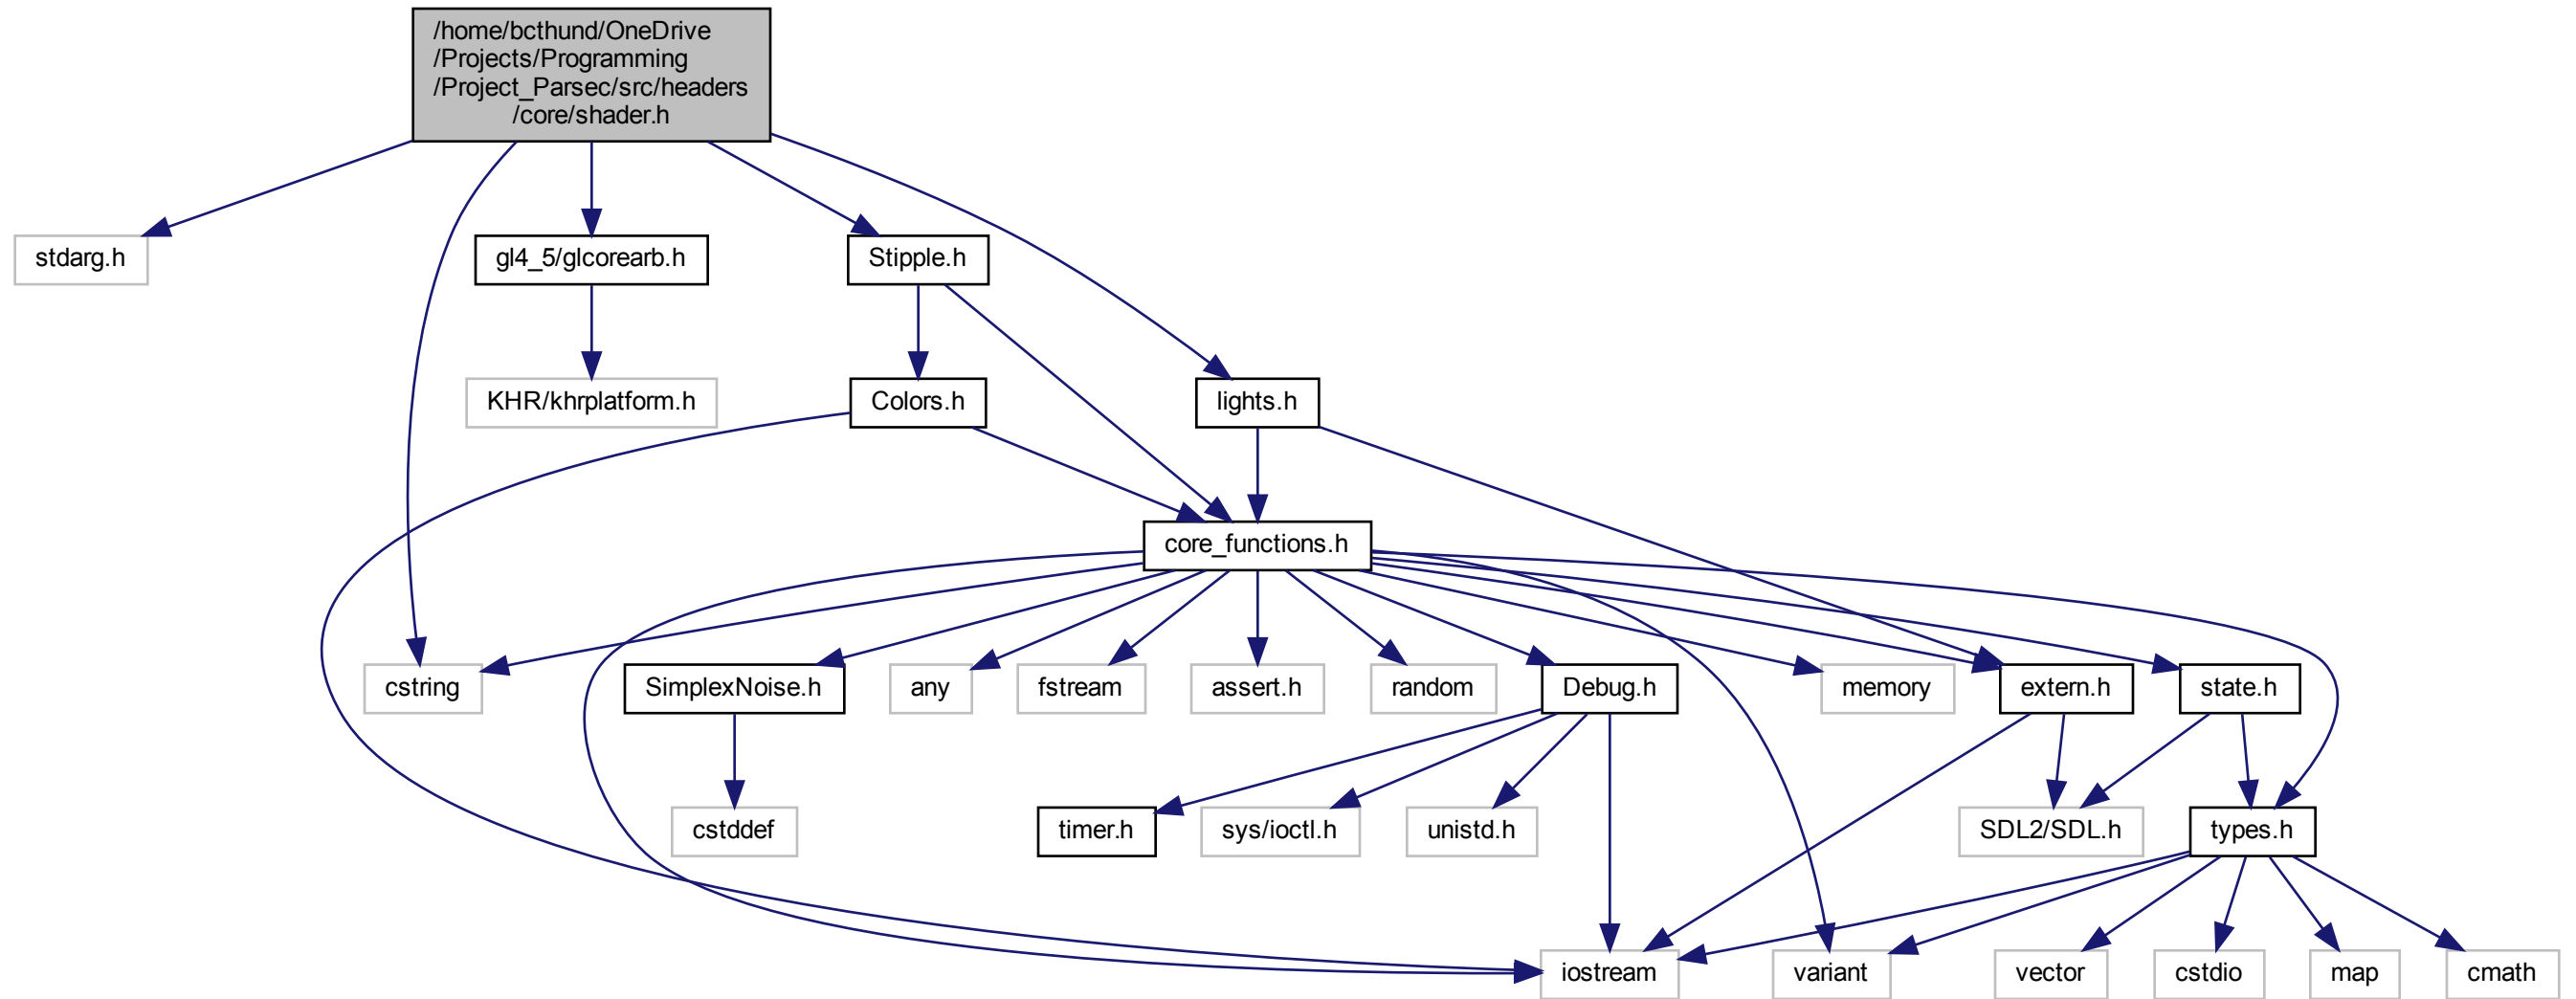 /home/bcthund/OneDrive
/Projects/Programming
/Project_Parsec/src/headers
/core/shader.h
stdarg.h
gl4_5/glcorearb.h
Stipple.h
KHR/khrplatform.h
Colors.h
lights.h
core_functions.h
cstring
SimplexNoise.h
any
fstream
assert.h
random
Debug.h
memory
extern.h
state.h
cstddef
timer.h
sys/ioctl.h
unistd.h
SDL2/SDL.h
types.h
iostream
variant
vector
cstdio
map
cmath